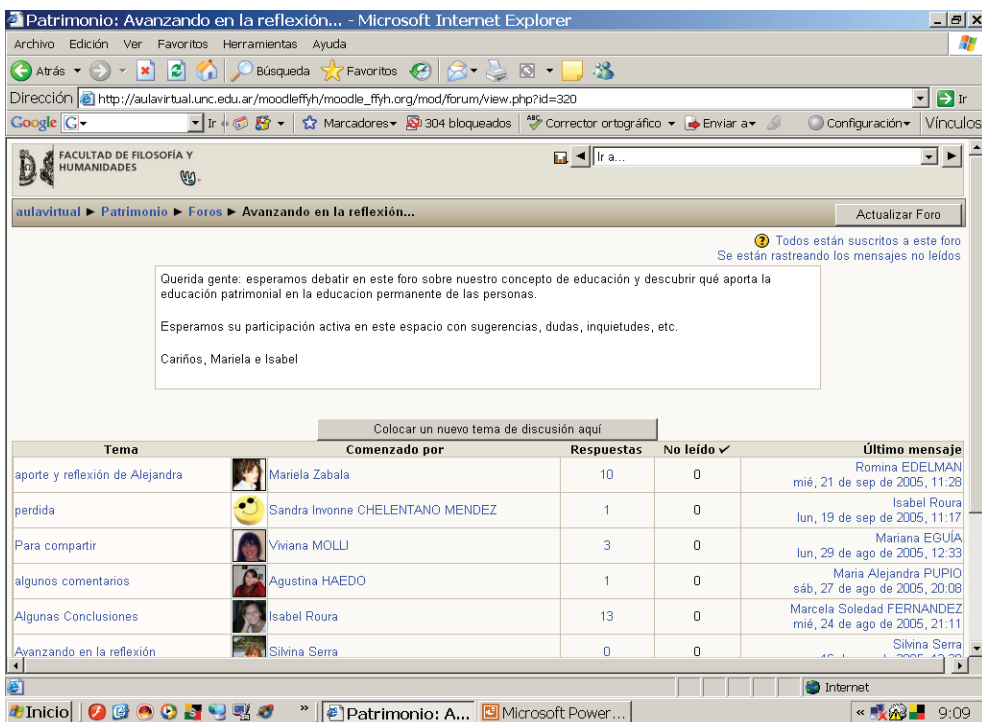 Patrimonio: Avanzando en la reflexión... - Microsoft Internet Explorer
Archivo Edición Ver Favoritos Herramientas Ayuda
Atrás Búsqueda Favoritos
Dirección http://aulavirtual.unc.edu.ar/moodleffyh/moodle_ffyh.org/mod/forum/view.php?id=320 Ir
Google G Ir Marcadores 304 bloqueados ABC Corrector ortográfico Enviar a Configuración Vínculos
FACULTAD DE FILOSOFÍA Y
HUMANIDADES
Ir a...
aulavirtual ► Patrimonio ► Foros ► Avanzando en la reflexión... Actualizar Foro
Todos están suscritos a este foro
Se están rastreando los mensajes no leídos
Querida gente: esperamos debatir en este foro sobre nuestro concepto de educación y descubrir qué aporta la
educación patrimonial en la educacion permanente de las personas.
Esperamos su participación activa en este espacio con sugerencias, dudas, inquietudes, etc.
Cariños, Mariela e Isabel
Colocar un nuevo tema de discusión aquí
Tema Comenzado por Respuestas No leído ✓ Último mensaje
aporte y reflexión de Alejandra Mariela Zabala 10 0 Romina EDELMAN
mié, 21 de sep de 2005, 11:28
perdida Sandra Invonne CHELENTANO MENDEZ 1 0 Isabel Roura
lun, 19 de sep de 2005, 11:17
Para compartir Viviana MOLLI 3 0 Mariana EGUÍA
lun, 29 de ago de 2005, 12:33
algunos comentarios Agustina HAEDO 1 0 Maria Alejandra PUPIO
sáb, 27 de ago de 2005, 20:08
Algunas Conclusiones Isabel Roura 13 0 Marcela Soledad FERNANDEZ
mié, 24 de ago de 2005, 21:11
Avanzando en la reflexión Silvina Serra 0 0 Silvina Serra
Internet
Inicio Patrimonio: A... Microsoft Power... 9:09